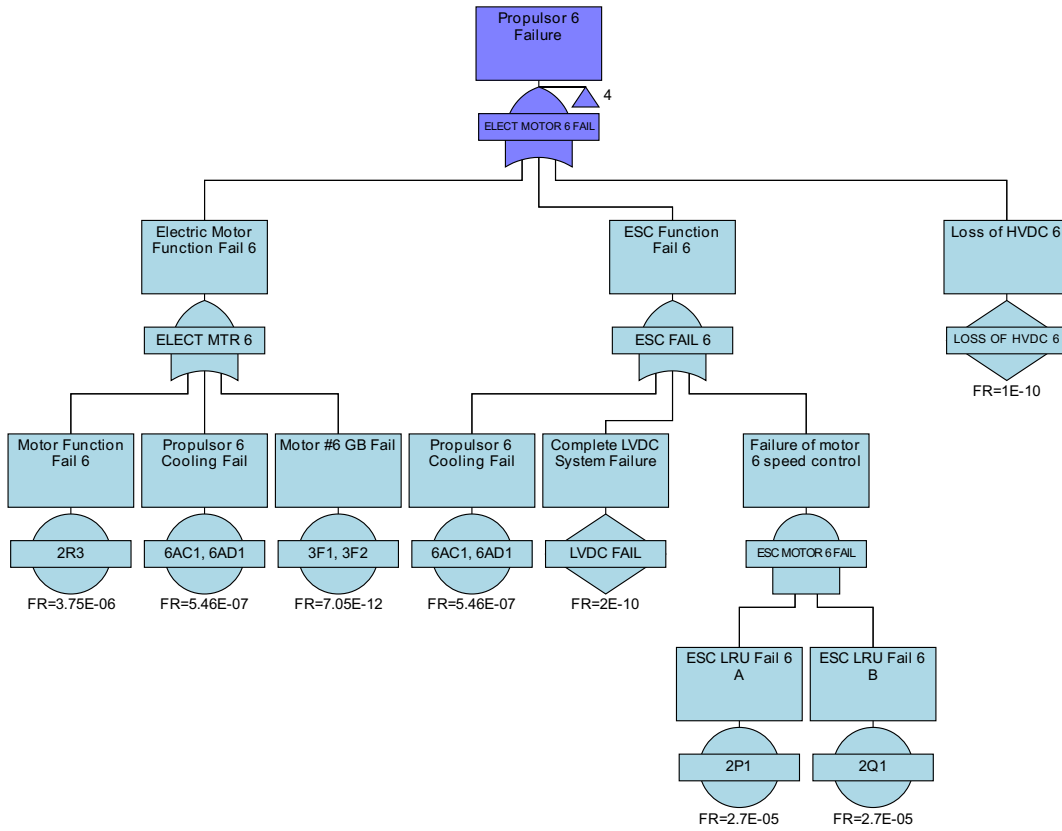 Propulsor 6
Failure
4
ELECT MOTOR 6 FAIL
Electric Motor
Function Fail 6
ESC Function
Fail 6
Loss of HVDC 6
ELECT MTR 6
ESC FAIL 6
LOSS OF HVDC 6
FR=1E-10
Motor Function
Fail 6
Propulsor 6
Cooling Fail
Motor #6 GB Fail
Propulsor 6
Cooling Fail
Complete LVDC
System Failure
Failure of motor
6 speed control
2R3
6AC1, 6AD1
3F1, 3F2
6AC1, 6AD1
LVDC FAIL
ESC MOTOR 6 FAIL
FR=3.75E-06
FR=5.46E-07
FR=7.05E-12
FR=5.46E-07
FR=2E-10
ESC LRU Fail 6
A
ESC LRU Fail 6
B
2P1
2Q1
FR=2.7E-05
FR=2.7E-05